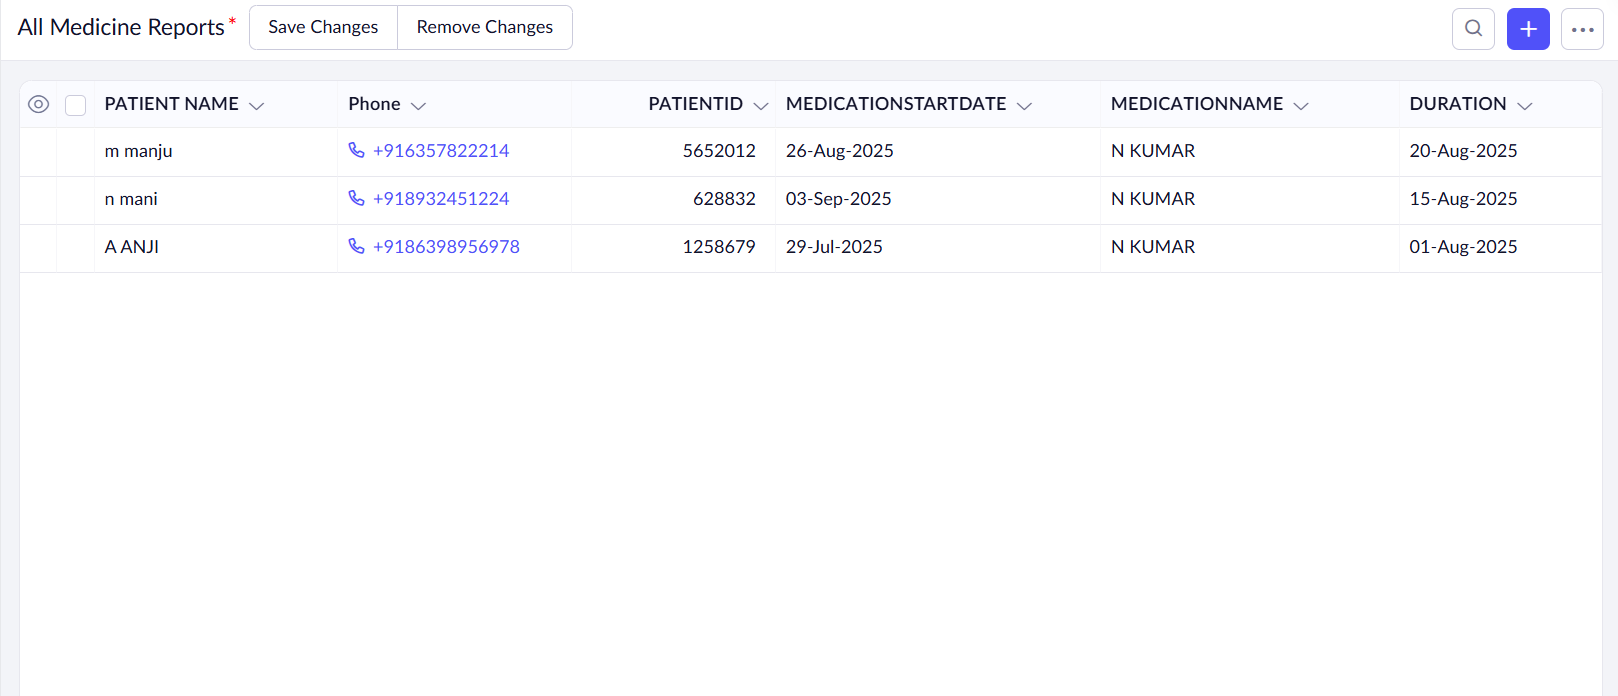 All Medicine Reports* Save Changes Remove Changes
PATIENT NAME Phone PATIENTID MEDICATIONSTARTDATE MEDICATIONNAME DURATION
m manju +916357822214 5652012 26-Aug-2025 N KUMAR 20-Aug-2025
n mani +918932451224 628832 03-Sep-2025 N KUMAR 15-Aug-2025
A ANJI +9186398956978 1258679 29-Jul-2025 N KUMAR 01-Aug-2025